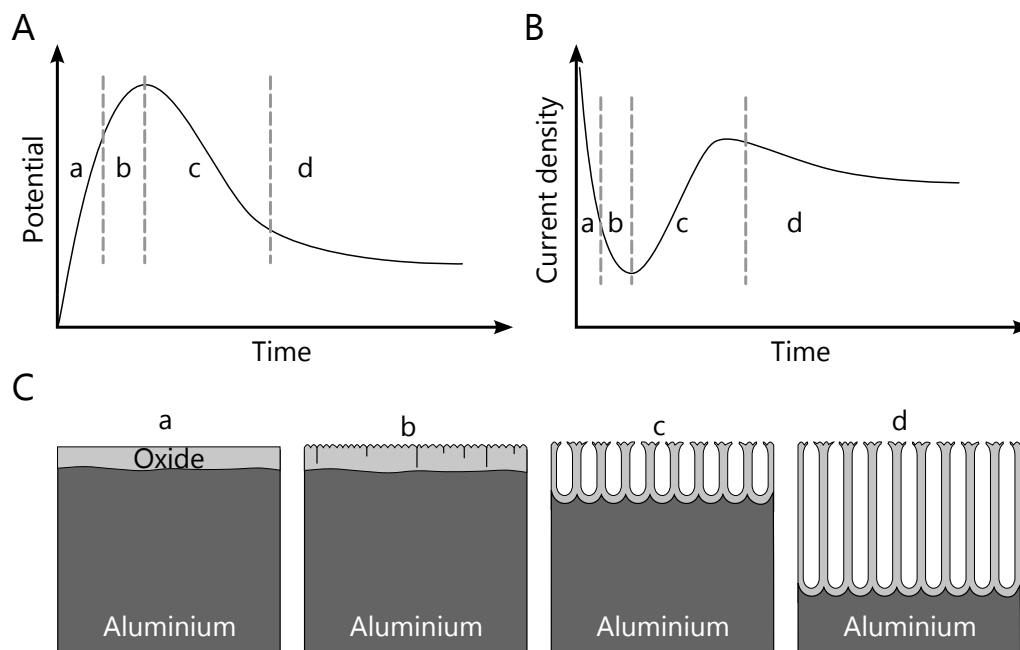 A
Potential
a
b
c
d
Time
B
Current density
a
b
c
d
Time
C
a
Oxide
Aluminium
b
Aluminium
c
Aluminium
d
Aluminium